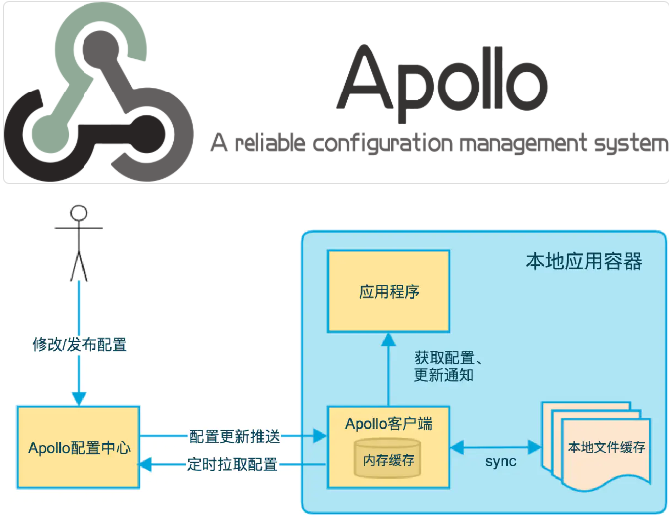 Apollo
A reliable configuration management system
本地应用容器
应用程序
修改/发布配置
获取配置、
更新通知
Apollo配置中心
配置更新推送
定时拉取配置
Apollo客户端
内存缓存
sync
本地文件缓存